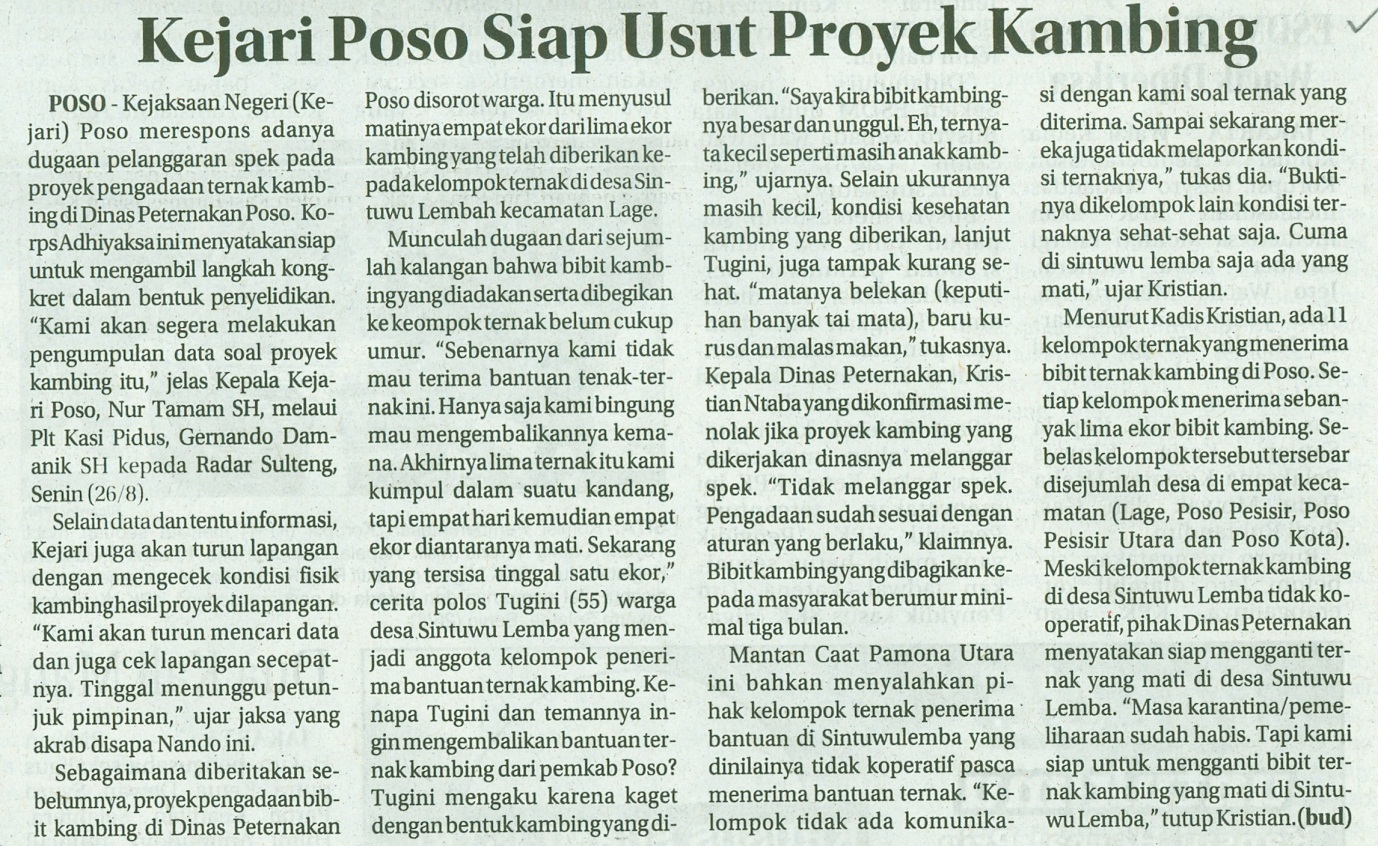 Kejari Poso Siap Usut Proyek Kambing
POSO - Kejaksaan Negeri (Ke-
jari) Poso merespons adanya
dugaan pelanggaran spek pada
proyek pengadaan ternak kamb-
ing di Dinas Peternakan Poso. Ko-
rps Adhiyaksa ini menyatakan siap
untuk mengambil langkah kong-
kret dalam bentuk penyelidikan.
“Kami akan segera melakukan
pengumpulan data soal proyek
kambing itu,” jelas Kepala Keja-
ri Poso, Nur Tamam SH, melaui
Plt Kasi Pidus, Gernando Dam-
anik SH kepada Radar Sulteng,
Senin (26/8).
Selain data dan tentu informasi,
Kejari juga akan turun lapangan
dengan mengecek kondisi fisik
kambing hasil proyek dilapangan.
“Kami akan turun mencari data
dan juga cek lapangan secepat-
nya. Tinggal menunggu petun-
juk pimpinan,” ujar jaksa yang
akrab disapa Nando ini.
Sebagaimana diberitakan se-
belumnya, proyek pengadaan bib-
it kambing di Dinas Peternakan
Poso disorot warga. Itu menyusul
matinya empat ekor dari lima ekor
kambing yang telah diberikan ke-
pada kelompok ternak di desa Sin-
tuwu Lembah kecamatan Lage.
Munculah dugaan dari sejum-
lah kalangan bahwa bibit kamb-
ing yang diadakan serta dibegikan
ke keompok ternak belum cukup
umur. “Sebenarnya kami tidak
mau terima bantuan tenak-ter-
nak ini. Hanya saja kami bingung
mau mengembalikannya kema-
na. Akhirnya lima ternak itu kami
kumpul dalam suatu kandang,
tapi empat hari kemudian empat
ekor diantaranya mati. Sekarang
yang tersisa tinggal satu ekor,”
cerita polos Tugini (55) warga
desa Sintuwu Lemba yang men-
jadi anggota kelompok peneri-
ma bantuan ternak kambing. Ke-
napa Tugini dan temannya in-
gin mengembalikan bantuan ter-
nak kambing dari pemkab Poso?
Tugini mengaku karena kaget
dengan bentuk kambing yang di-
berikan. “Saya kira bibit kambing-
nya besar dan unggul. Eh, ternya-
ta kecil seperti masih anak kamb-
ing,” ujarnya. Selain ukurannya
masih kecil, kondisi kesehatan
kambing yang diberikan, lanjut
Tugini, juga tampak kurang se-
hat. “matanya belekan (keputi-
han banyak tai mata), baru ku-
rus dan malas makan,” tukasnya.
Kepala Dinas Peternakan, Kris-
tian Ntaba yang dikonfirmasi me-
nolak jika proyek kambing yang
dikerjakan dinasnya melanggar
spek. “Tidak melanggar spek.
Pengadaan sudah sesuai dengan
aturan yang berlaku,” klaimnya.
Bibit kambing yang dibagikan ke-
pada masyarakat berumur mini-
mal tiga bulan.
Mantan Caat Pamona Utara
ini bahkan menyalahkan pi-
hak kelompok ternak penerima
bantuan di Sintuwulemba yang
dinilainya tidak koperatif pasca
menerima bantuan ternak. “Ke-
lompok tidak ada komunika-
si dengan kami soal ternak yang
diterima. Sampai sekarang mer-
eka juga tidak melaporkan kondi-
si ternaknya,” tukas dia. “Bukti-
nya dikelompok lain kondisi ter-
naknya sehat-sehat saja. Cuma
di sintuwu lemba saja ada yang
mati,” ujar Kristian.
Menurut Kadis Kristian, ada 11
kelompok ternak yang menerima
bibit ternak kambing di Poso. Se-
tiap kelompok menerima seban-
yak lima ekor bibit kambing. Se-
belas kelompok tersebut tersebar
disejumlah desa di empat keca-
matan (Lage, Poso Pesisir, Poso
Pesisir Utara dan Poso Kota).
Meski kelompok ternak kambing
di desa Sintuwu Lemba tidak ko-
operatif, pihak Dinas Peternakan
menyatakan siap mengganti ter-
nak yang mati di desa Sintuwu
Lemba. “Masa karantina/peme-
liharaan sudah habis. Tapi kami
siap untuk mengganti bibit ter-
nak kambing yang mati di Sintu-
wu Lemba,” tutup Kristian.(bud)